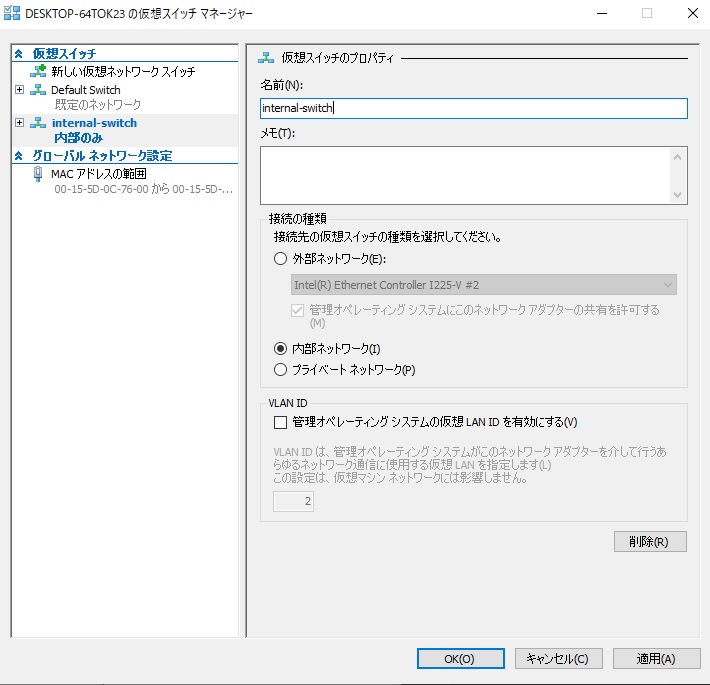 DESKTOP-64TOK23 の仮想スイッチ マネージャー
仮想スイッチ
新しい仮想ネットワーク スイッチ
Default Switch
既定のネットワーク
internal-switch
内部のみ
グローバル ネットワーク設定
MAC アドレスの範囲
00-15-5D-0C-76-00 から 00-15-5D-...
仮想スイッチのプロパティ
名前(N):
internal-switch
メモ(T):
接続の種類
接続先の仮想スイッチの種類を選択してください。
外部ネットワーク(E):
Intel(R) Ethernet Controller I225-V #2
管理オペレーティング システムにこのネットワーク アダプターの共有を許可する
(M)
内部ネットワーク(I)
プライベート ネットワーク(P)
VLAN ID
管理オペレーティング システムの仮想 LAN ID を有効にする(V)
VLAN ID は、管理オペレーティング システムがこのネットワーク アダプターを介して行うあ
らゆるネットワーク通信に使用する仮想 LAN を指定します(L)
この設定は、仮想マシン ネットワークには影響しません。
2
削除(R)
OK(O)
キャンセル(C)
適用(A)